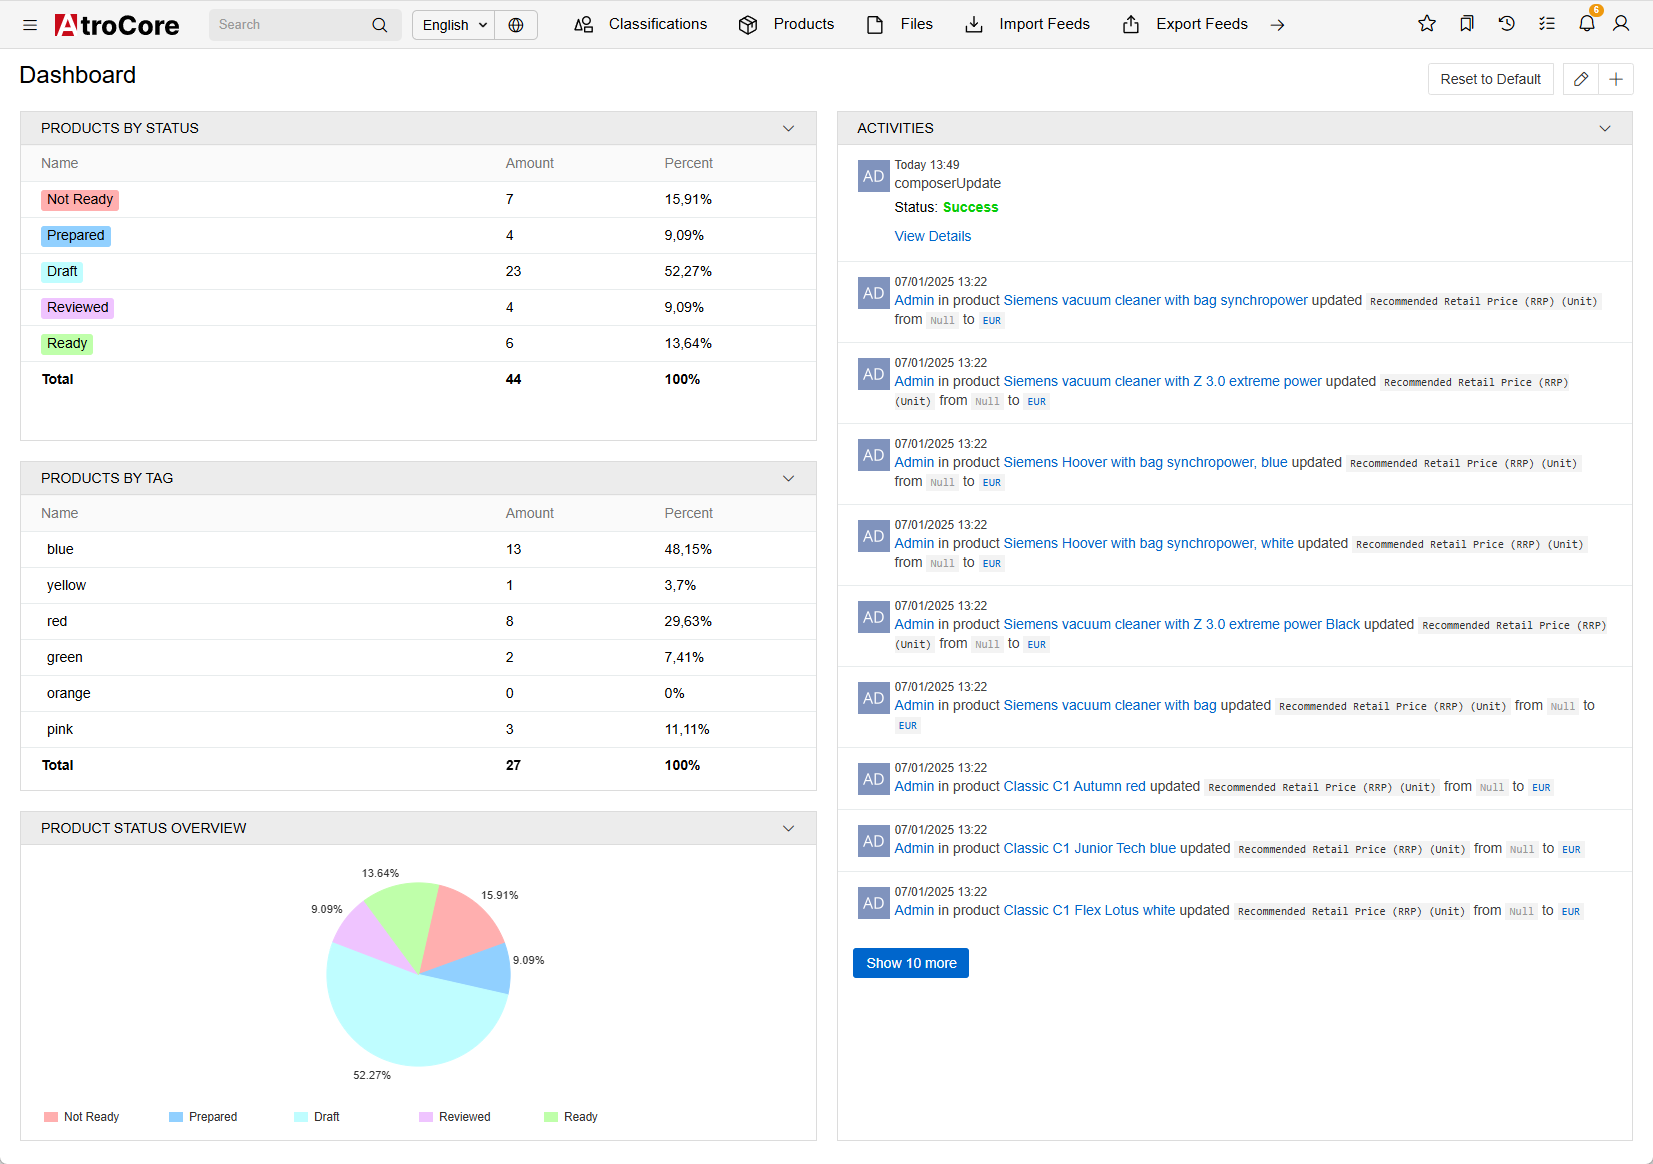 AtroCore
Search
English
Classifications
Products
Files
Import Feeds
Export Feeds
6
Dashboard
Reset to Default
PRODUCTS BY STATUS
Name Amount Percent
Not Ready 7 15,91%
Prepared 4 9,09%
Draft 23 52,27%
Reviewed 4 9,09%
Ready 6 13,64%
Total 44 100%
PRODUCTS BY TAG
Name Amount Percent
blue 13 48,15%
yellow 1 3,7%
red 8 29,63%
green 2 7,41%
orange 0 0%
pink 3 11,11%
Total 27 100%
PRODUCT STATUS OVERVIEW
13.64%
15.91%
9.09%
9.09%
52.27%
Not Ready Prepared Draft Reviewed Ready
ACTIVITIES
AD
Today 13:49
composerUpdate
Status: Success
View Details
AD
07/01/2025 13:22
Admin in product Siemens vacuum cleaner with bag synchropower updated Recommended Retail Price (RRP) (Unit)
from Null to EUR
AD
07/01/2025 13:22
Admin in product Siemens vacuum cleaner with Z 3.0 extreme power updated Recommended Retail Price (RRP)
(Unit) from Null to EUR
AD
07/01/2025 13:22
Admin in product Siemens Hoover with bag synchropower, blue updated Recommended Retail Price (RRP) (Unit)
from Null to EUR
AD
07/01/2025 13:22
Admin in product Siemens Hoover with bag synchropower, white updated Recommended Retail Price (RRP) (Unit)
from Null to EUR
AD
07/01/2025 13:22
Admin in product Siemens vacuum cleaner with Z 3.0 extreme power Black updated Recommended Retail Price (RRP)
(Unit) from Null to EUR
AD
07/01/2025 13:22
Admin in product Siemens vacuum cleaner with bag updated Recommended Retail Price (RRP) (Unit) from Null to
EUR
AD
07/01/2025 13:22
Admin in product Classic C1 Autumn red updated Recommended Retail Price (RRP) (Unit) from Null to EUR
AD
07/01/2025 13:22
Admin in product Classic C1 Junior Tech blue updated Recommended Retail Price (RRP) (Unit) from Null to EUR
AD
07/01/2025 13:22
Admin in product Classic C1 Flex Lotus white updated Recommended Retail Price (RRP) (Unit) from Null to EUR
Show 10 more